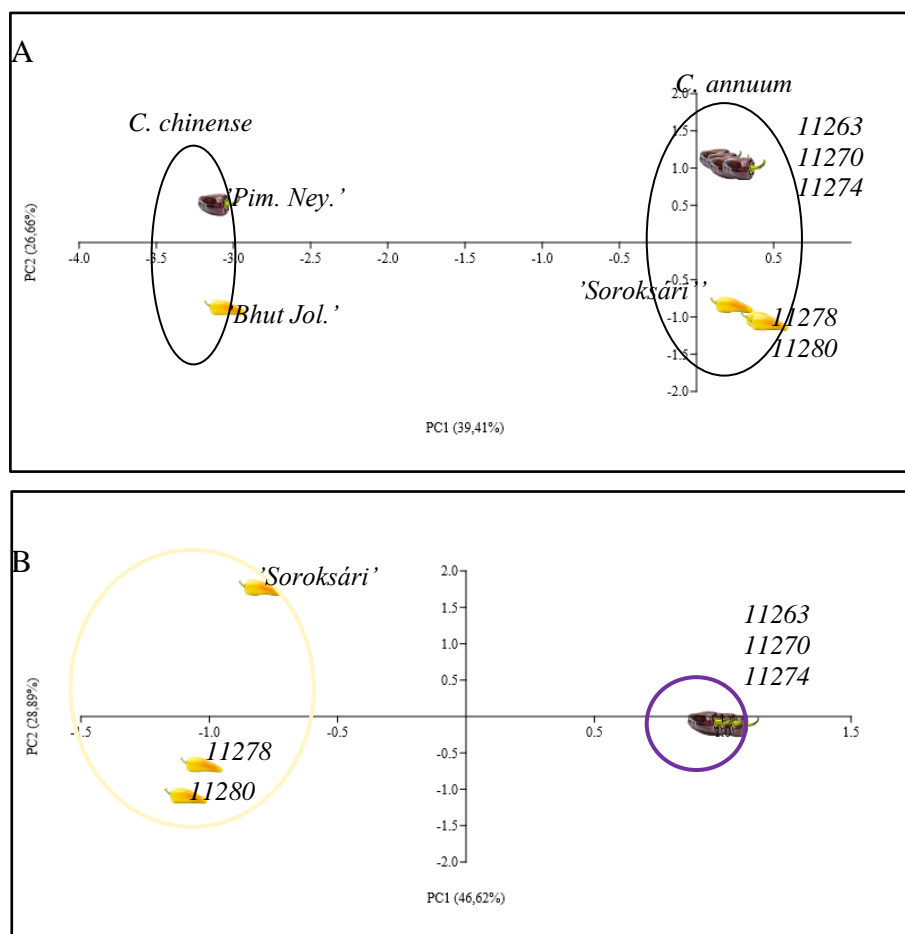 A
C. annuum
C. chinense
11263
11270
11274
'Pim. Ney.'
'Bhut Jol.'
'Soroksári''
11278
11280
2.0
1.5
1.0
0.5
-0.5
-1.0
-1.5
-2.0
-4.0 -3.5 -3.0 -2.5 -2.0 -1.5 -1.0 -0.5 0.5
PC2 (26,66%)
PC1 (39,41%)
B
'Soroksári'
11263
11270
11274
11278
11280
2.0
1.5
1.0
0.5
-0.5
-1.0
-1.5
-2.0
-1.5 -1.0 -0.5 0.5 1.0 1.5
PC2 (28,89%)
PC1 (46,62%)